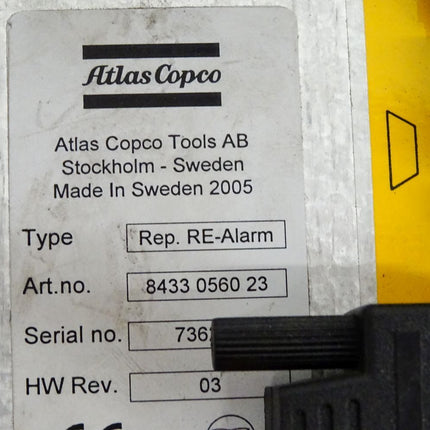 Atlas Copco
Atlas Copco Tools AB
Stockholm - Sweden
Made In Sweden 2005
Type Rep. RE-Alarm
Art.no. 8433 0560 23
Serial no.
HW Rev. 03